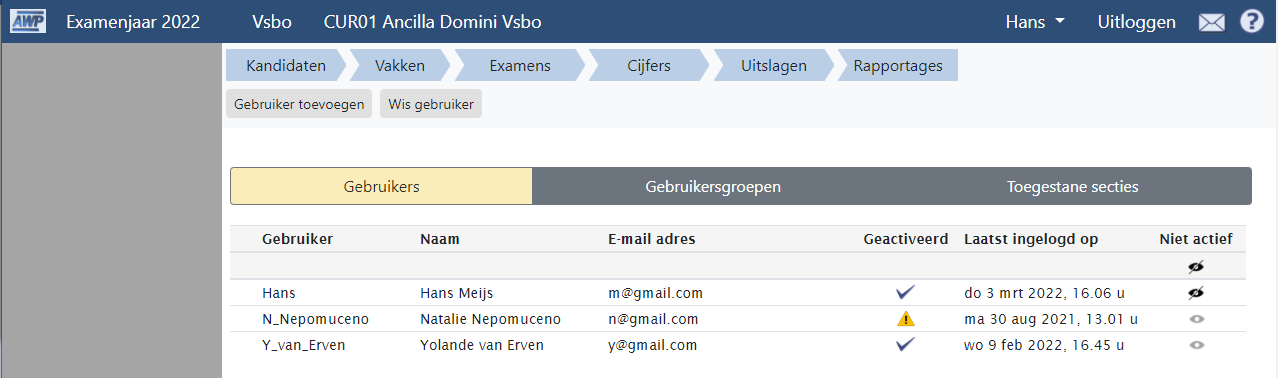 AWP Examenjaar 2022 Vsbo CUR01 Ancilla Domini Vsbo Hans Uitloggen ?
Kandidaten Vakken Examens Cijfers Uitslagen Rapportages
Gebruiker toevoegen Wis gebruiker
Gebruikers Gebruikersgroepen Toegestane secties
Gebruiker Naam E-mail adres Geactiveerd Laatst ingelogd op Niet actief
Hans Hans Meijs m@gmail.com do 3 mrt 2022, 16.06 u
N_Nepomuceno Natalie Nepomuceno n@gmail.com ma 30 aug 2021, 13.01 u
Y_van_Erven Yolande van Erven y@gmail.com wo 9 feb 2022, 16.45 u